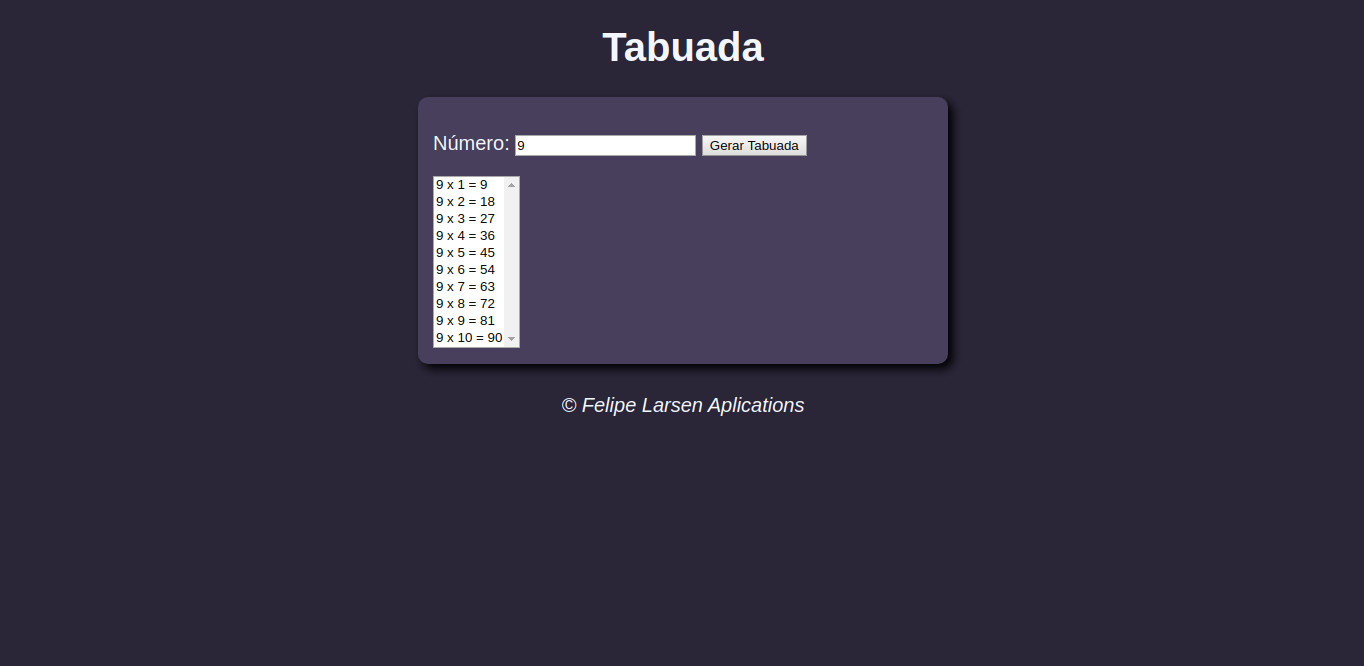 Tabuada
Número: 9 Gerar Tabuada
9 x 1 = 9
9 x 2 = 18
9 x 3 = 27
9 x 4 = 36
9 x 5 = 45
9 x 6 = 54
9 x 7 = 63
9 x 8 = 72
9 x 9 = 81
9 x 10 = 90
© Felipe Larsen Aplications